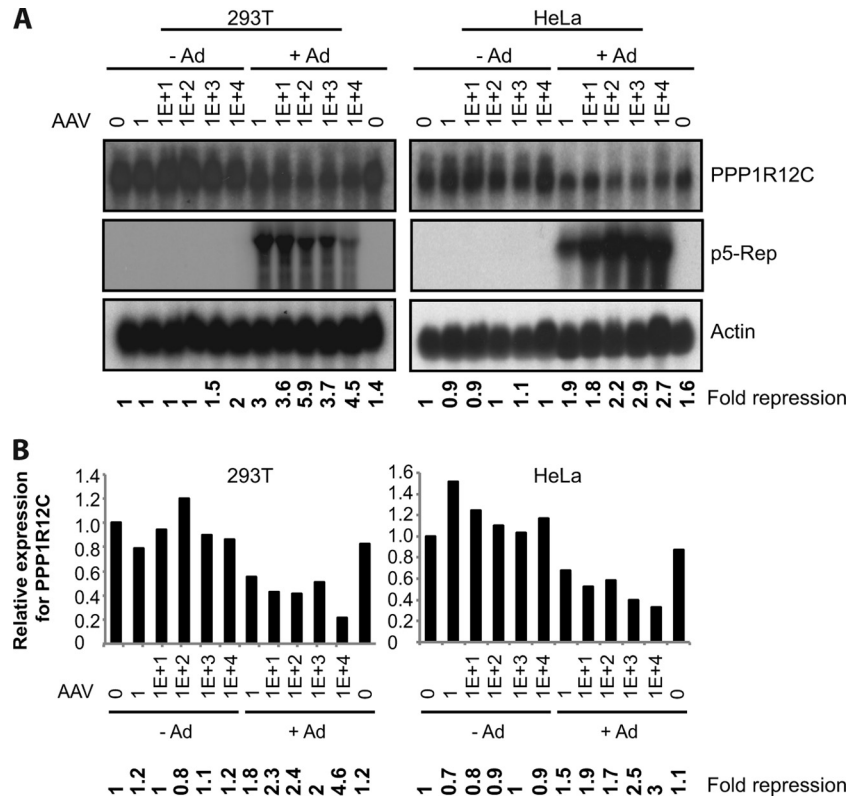 A
293T
HeLa
- Ad
+ Ad
- Ad
+ Ad
AAV
0 1 1E+1 1E+2 1E+3 1E+4 1 1E+1 1E+2 1E+3 1E+4 0
0 1 1E+1 1E+2 1E+3 1E+4 1 1E+1 1E+2 1E+3 1E+4 0
PPP1R12C
p5-Rep
Actin
1 1 1 1 1.5 2 3 3.6 5.9 3.7 4.5 1.4
1 0.9 0.9 1 1.1 1 1.9 1.8 2.2 2.9 2.7 1.6
Fold repression
B
Relative expression
for PPP1R12C
293T
1.4
1.2
1.0
0.8
0.6
0.4
0.2
0
HeLa
1.6
1.4
1.2
1.0
0.8
0.6
0.4
0.2
0
AAV
0 1 1E+1 1E+2 1E+3 1E+4 1 1E+1 1E+2 1E+3 1E+4 0
0 1 1E+1 1E+2 1E+3 1E+4 1 1E+1 1E+2 1E+3 1E+4 0
- Ad
+ Ad
- Ad
+ Ad
1 1.2 1 0.8 1.1 1.2 1.8 2.3 2.4 2 4.6 1.2
1 0.7 0.8 0.9 1 0.9 1.5 1.9 1.7 2.5 3 1.1
Fold repression